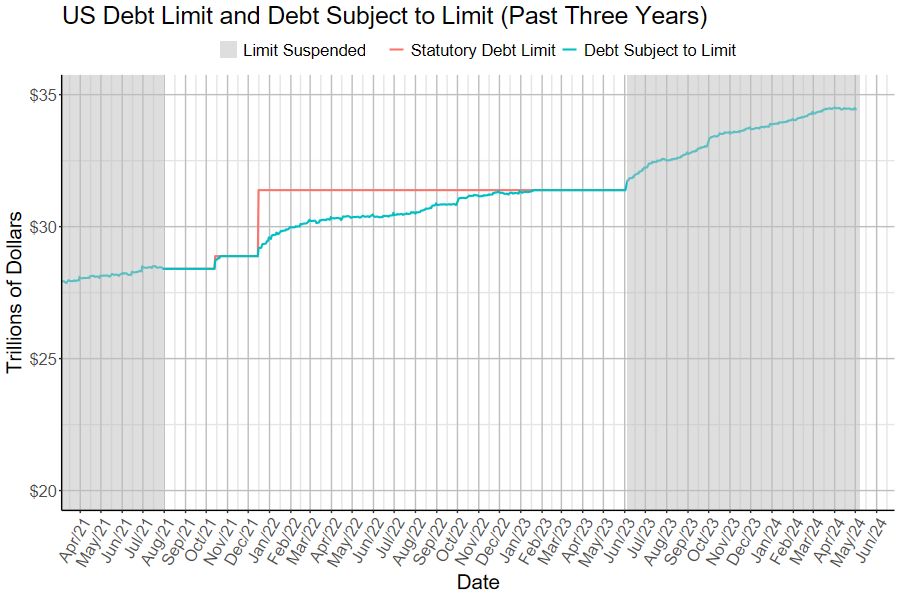 US Debt Limit and Debt Subject to Limit (Past Three Years)
Limit Suspended Statutory Debt Limit Debt Subject to Limit
Trillions of Dollars
$35
$30
$25
$20
Apr/21 May/21 Jun/21 Jul/21 Aug/21 Sep/21 Oct/21 Nov/21 Dec/21 Jan/22 Feb/22 Mar/22 Apr/22 May/22 Jun/22 Jul/22 Aug/22 Sep/22 Oct/22 Nov/22 Dec/22 Jan/23 Feb/23 Mar/23 Apr/23 May/23 Jun/23 Jul/23 Aug/23 Sep/23 Oct/23 Nov/23 Dec/23 Jan/24 Feb/24 Mar/24 Apr/24 May/24 Jun/24
Date